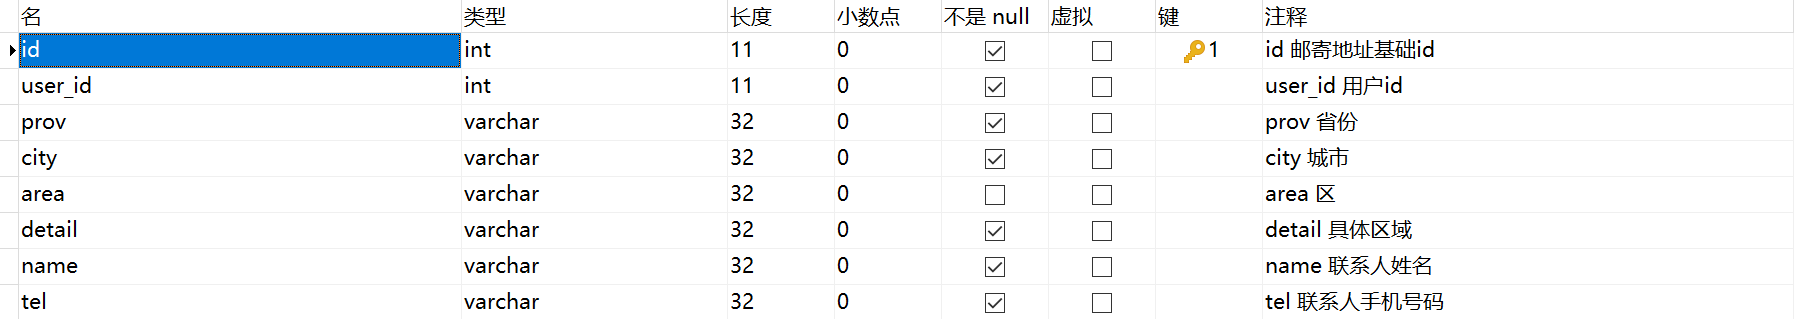 名 类型 长度 小数点 不是 null 虚拟 键 注释
id int 11 0 1 id 邮寄地址基础id
user_id int 11 0 user_id 用户id
prov varchar 32 0 prov 省份
city varchar 32 0 city 城市
area varchar 32 0 area 区
detail varchar 32 0 detail 具体区域
name varchar 32 0 name 联系人姓名
tel varchar 32 0 tel 联系人手机号码